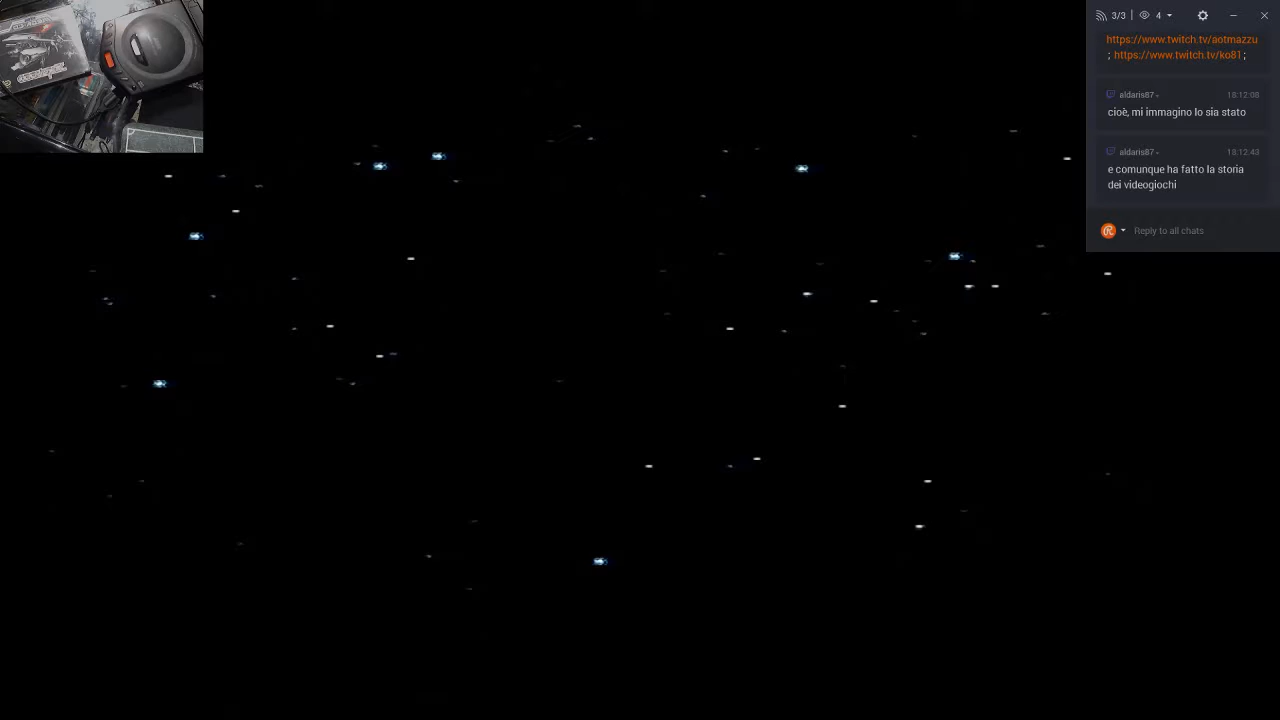 3/3 | 4
https://www.twitch.tv/aotmazzu
; https://www.twitch.tv/ko81 ;
aldaris87 18:12:08
cioè, mi immagino lo sia stato
aldaris87 18:12:43
e comunque ha fatto la storia
dei videogiochi
Reply to all chats